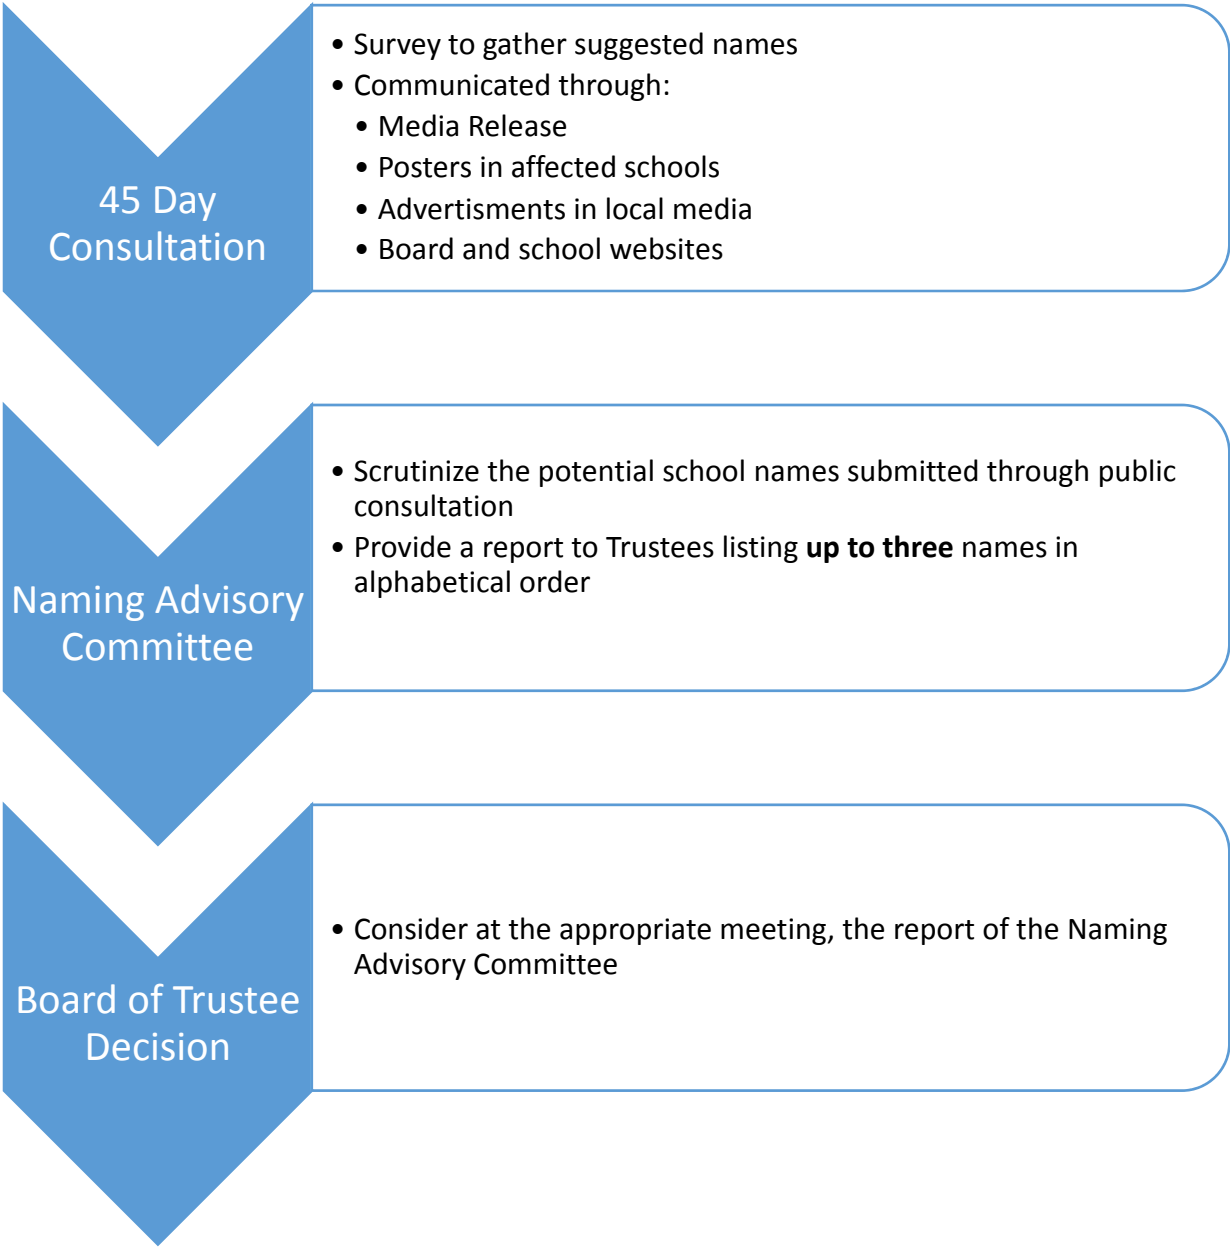 45 Day
Consultation
• Survey to gather suggested names
• Communicated through:
• Media Release
• Posters in affected schools
• Advertisments in local media
• Board and school websites
Naming Advisory
Committee
• Scrutinize the potential school names submitted through public
consultation
• Provide a report to Trustees listing up to three names in
alphabetical order
Board of Trustee
Decision
• Consider at the appropriate meeting, the report of the Naming
Advisory Committee